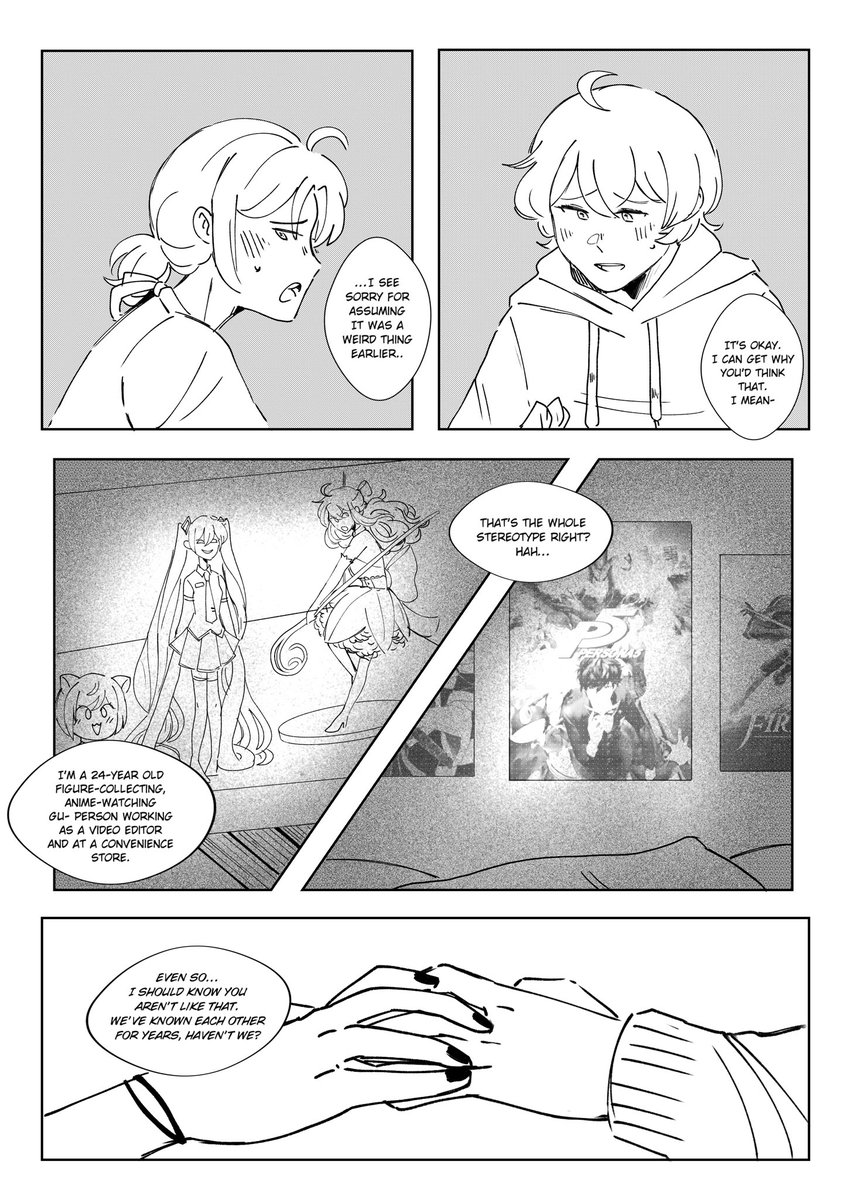 ...I SEE
SORRY FOR
ASSUMING
IT WAS A
WEIRD THING
EARLIER..
IT'S OKAY.
I CAN GET WHY
YOU'D THINK
THAT.
I MEAN-
I'M A 24-YEAR OLD
FIGURE-COLLECTING,
ANIME-WATCHING
GU- PERSON WORKING
AS A VIDEO EDITOR
AND AT A CONVENIENCE
STORE.
THAT'S THE WHOLE
STEREOTYPE RIGHT?
HAH...
P5
PERSONA5
FIR
EVEN SO...
I SHOULD KNOW YOU
AREN'T LIKE THAT.
WE'VE KNOWN EACH OTHER
FOR YEARS, HAVEN'T WE?